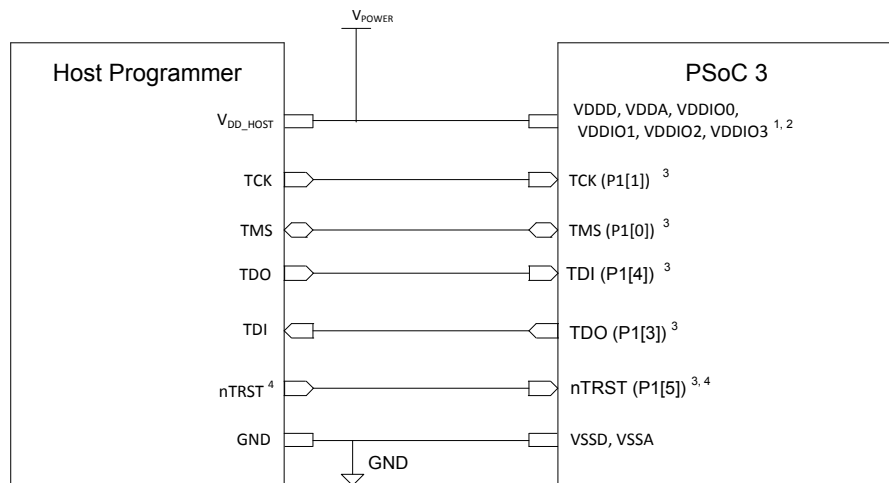 VPOWER
Host Programmer
PSoC 3
VDD_HOST
VDDD, VDDA, VDDIO0,
VDDIO1, VDDIO2, VDDIO3 1, 2
TCK
TCK (P1[1]) 3
TMS
TMS (P1[0]) 3
TDO
TDI (P1[4]) 3
TDI
TDO (P1[3]) 3
nTRST 4
nTRST (P1[5]) 3, 4
GND
VSSD, VSSA
GND